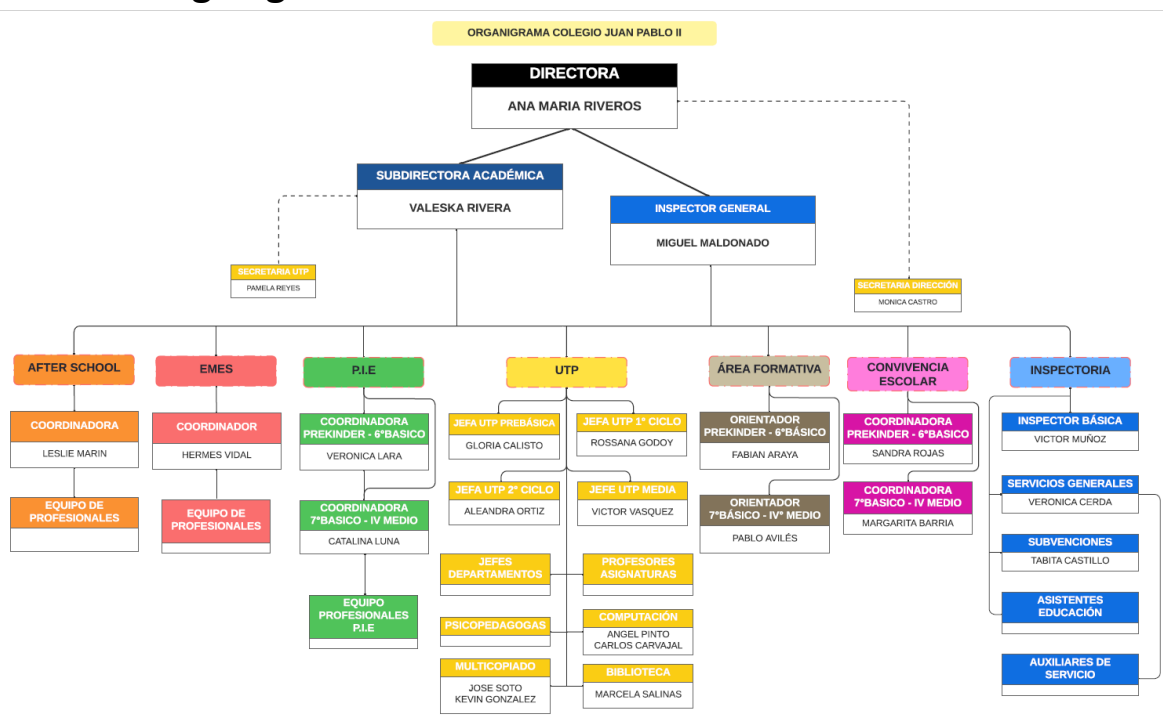 ORGANIGRAMA COLEGIO JUAN PABLO II
DIRECTORA
ANA MARIA RIVEROS
SUBDIRECTORA ACADÉMICA
VALESKA RIVERA
INSPECTOR GENERAL
MIGUEL MALDONADO
SECRETARIA UTP
PAMELA REYES
SECRETARIA DIRECCIÓN
MONICA CASTRO
AFTER SCHOOL
COORDINADORA
LESLIE MARIN
EQUIPO DE
PROFESIONALES
EMES
COORDINADOR
HERMES VIDAL
EQUIPO DE
PROFESIONALES
P.I.E
COORDINADORA
PREKINDER - 6°BASICO
VERONICA LARA
COORDINADORA
7°BASICO - IV MEDIO
CATALINA LUNA
EQUIPO
PROFESIONALES
P.I.E
UTP
JEFA UTP PREBÁSICA
GLORIA CALISTO
JEFA UTP 1° CICLO
ROSSANA GODOY
JEFA UTP 2° CICLO
ALEANDRA ORTIZ
JEFE UTP MEDIA
VICTOR VASQUEZ
JEFES
DEPARTAMENTOS
PROFESORES
ASIGNATURAS
PSICOPEDAGOGAS
COMPUTACIÓN
ANGEL PINTO
CARLOS CARVAJAL
MULTICOPIADO
JOSE SOTO
KEVIN GONZALEZ
BIBLIOTECA
MARCELA SALINAS
ÁREA FORMATIVA
ORIENTADOR
PREKINDER - 6°BÁSICO
FABIAN ARAYA
ORIENTADOR
7°BÁSICO - IV° MEDIO
PABLO AVILÉS
CONVIVENCIA
ESCOLAR
COORDINADORA
PREKINDER - 6°BASICO
SANDRA ROJAS
COORDINADORA
7°BASICO - IV MEDIO
MARGARITA BARRIA
INSPECTORIA
INSPECTOR BÁSICA
VICTOR MUÑOZ
SERVICIOS GENERALES
VERONICA CERDA
SUBVENCIONES
TABITA CASTILLO
ASISTENTES
EDUCACIÓN
AUXILIARES DE
SERVICIO